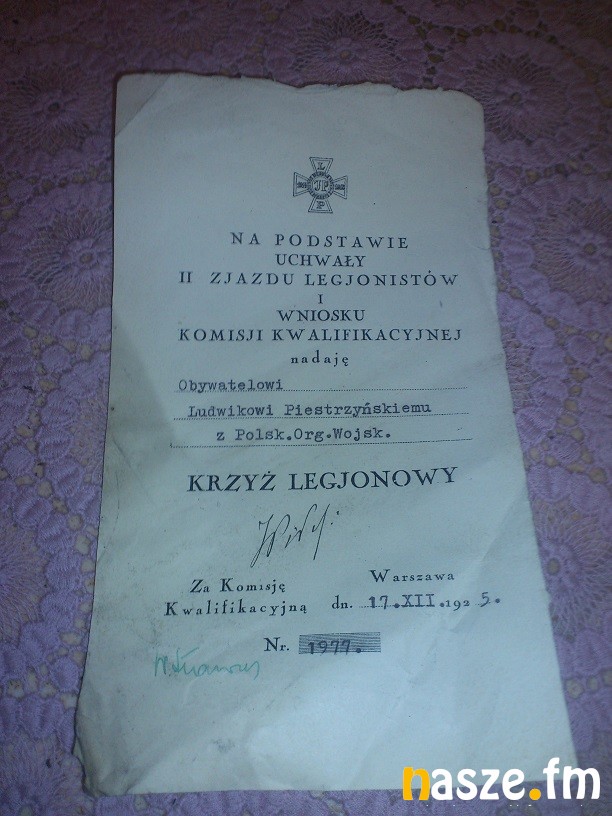 L
JP
P
NA PODSTAWIE
UCHWAŁY
II ZJAZDU LEGJONISTÓW
I
WNIOSKU
KOMISJI KWALIFIKACYJNEJ
nadaję
Obywatelowi
Ludwikowi Piestrzyńskiemu
z Polsk.Org.Wojsk.
KRZYŻ LEGJONOWY
Za Komisję
Kwalifikacyjną
Warszawa
dn. 17.XII.1925.
Nr. 1977.
nasze.fm